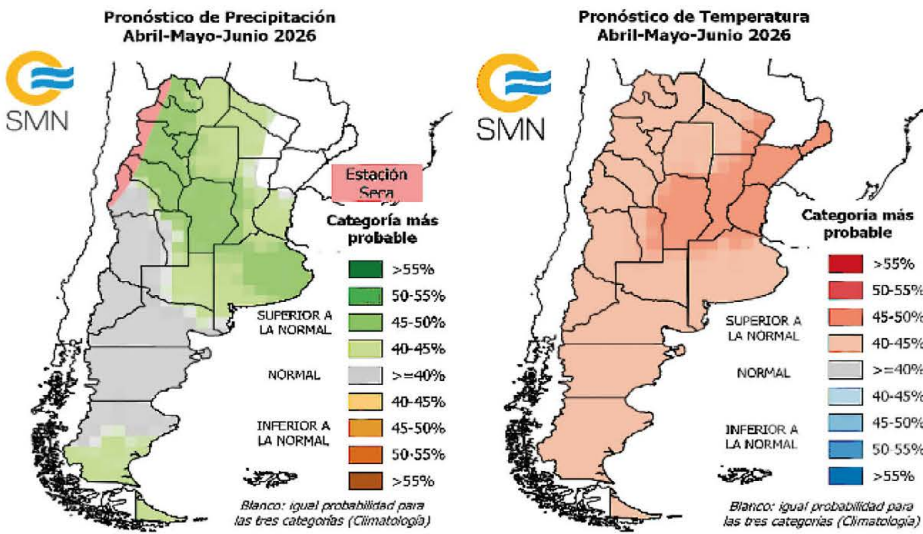 Pronóstico de Precipitación
Abril-Mayo-Junio 2026
SMN
Estación
Seca
Categoría más
probable
>55%
50-55%
SUPERIOR A
LA NORMAL
45-50%
40-45%
NORMAL
>=40%
40-45%
INFERIOR A
LA NORMAL
45-50%
50-55%
>55%
Blanco: igual probabilidad para
las tres categorías (Climatología)
Pronóstico de Temperatura
Abril-Mayo-Junio 2026
SMN
Categoría más
probable
>55%
50-55%
SUPERIOR A
LA NORMAL
45-50%
40-45%
NORMAL
>=40%
40-45%
INFERIOR A
LA NORMAL
45-50%
50-55%
>55%
Blanco: igual probabilidad para
las tres categorías (Climatología)